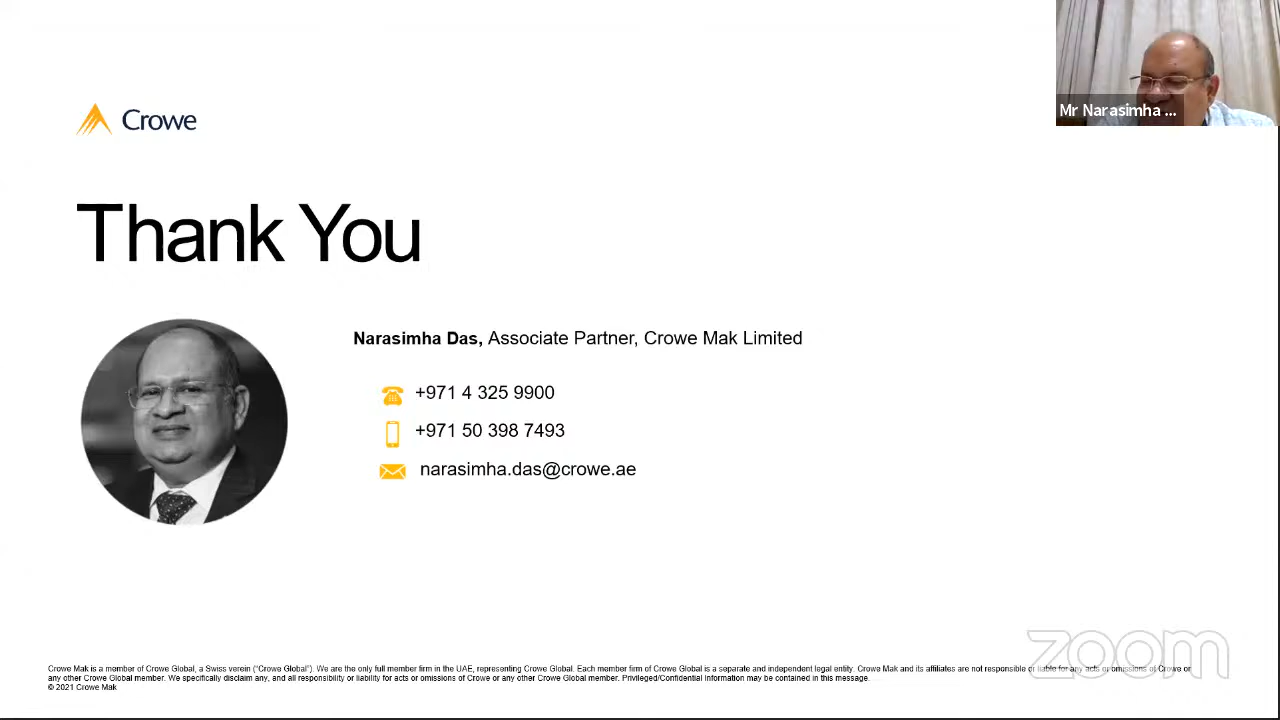 Mr Narasimha ...
Crowe
Thank You
Narasimha Das, Associate Partner, Crowe Mak Limited
+971 4 325 9900
+971 50 398 7493
narasimha.das@crowe.ae
zoom
Crowe Mak is a member of Crowe Global, a Swiss verein (“Crowe Global”). We are the only full member firm in the UAE, representing Crowe Global. Each member firm of Crowe Global is a separate and independent legal entity. Crowe Mak and its affiliates are not responsible or liable for any acts or omissions of Crowe or
any other Crowe Global member. We specifically disclaim any, and all responsibility or liability for acts or omissions of Crowe or any other Crowe Global member. Privileged/Confidential Information may be contained in this message.
© 2021 Crowe Mak